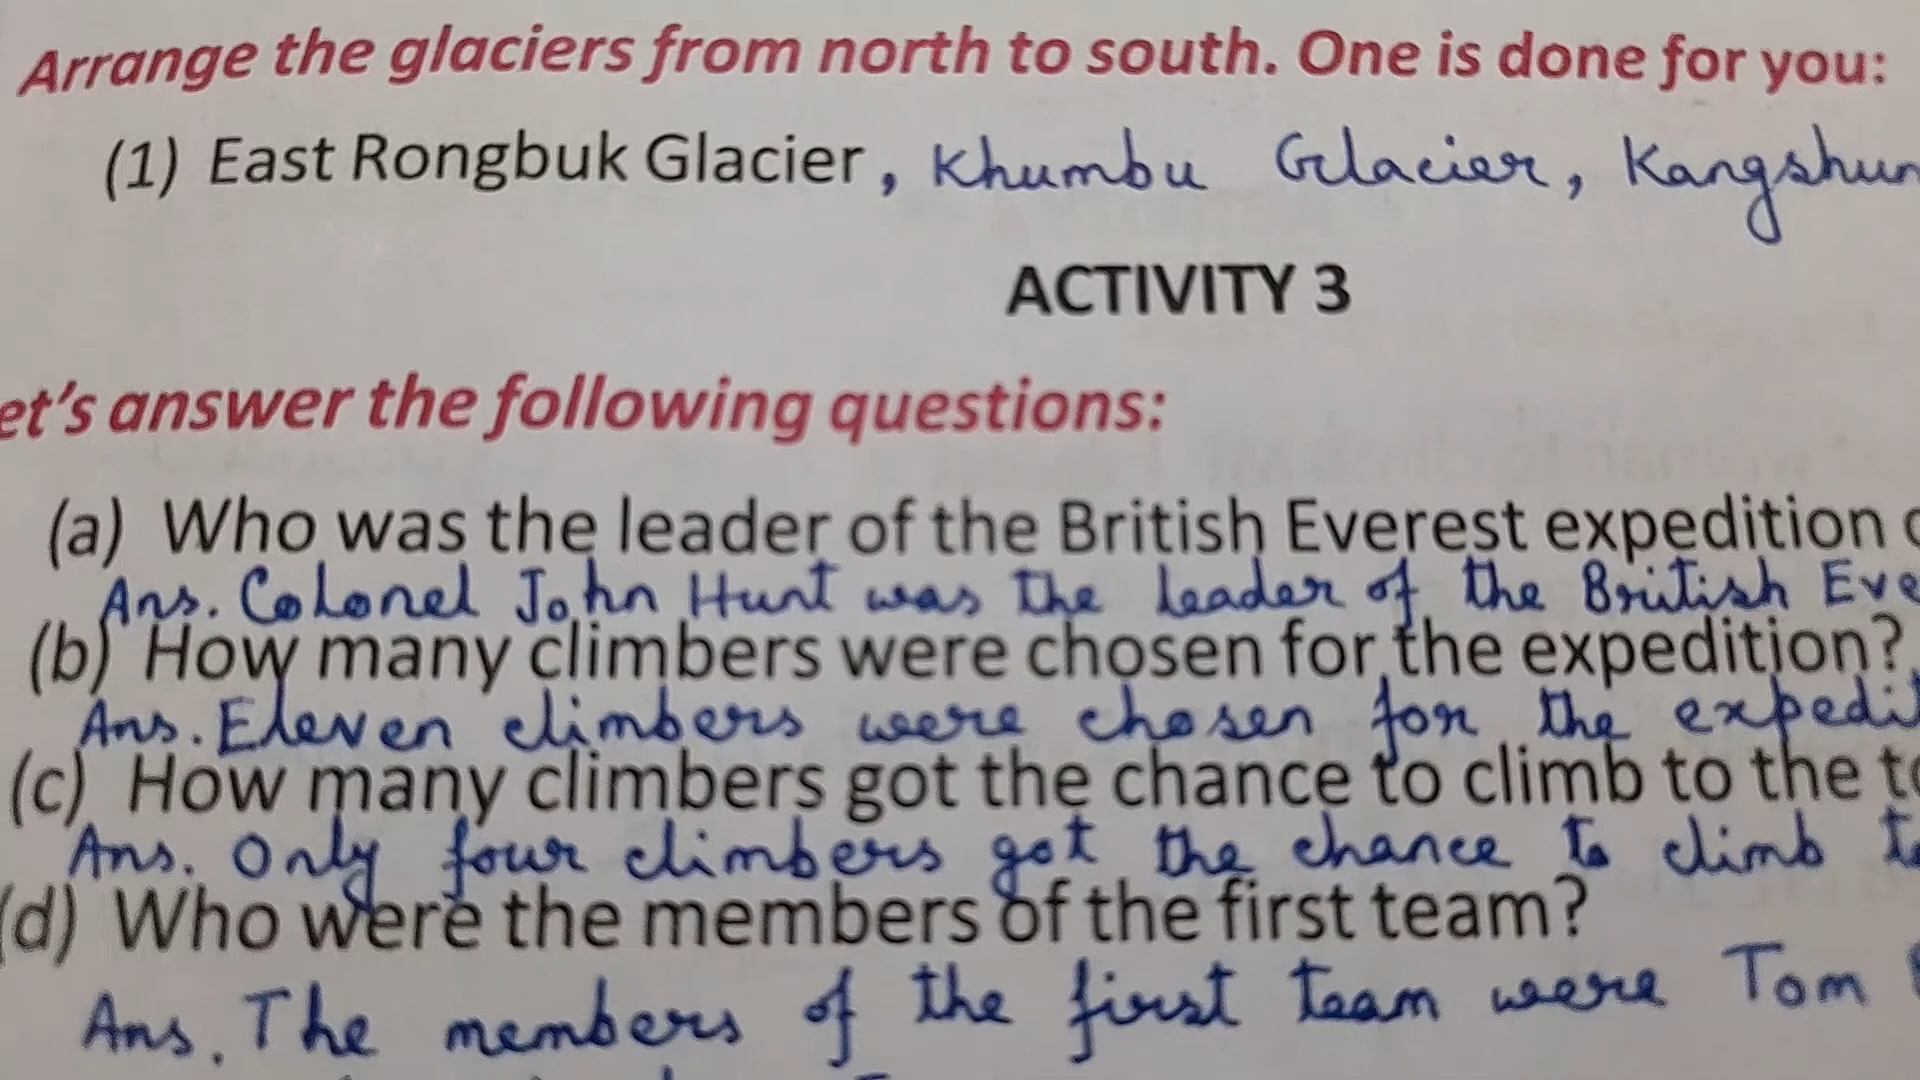 Arrange the glaciers from north to south. One is done for you:
(1) East Rongbuk Glacier, Khumbu Glacier, Kangshun
ACTIVITY 3
et's answer the following questions:
(a) Who was the leader of the British Everest expedition
Ans. Colonel John Hunt was the leader of the British Eve
(b) How many climbers were chosen for the expedition?
Ans. Eleven climbers were chosen for the expedit
(c) How many climbers got the chance to climb to the to
Ans. Only four climbers got the chance to climb to
(d) Who were the members of the first team?
Ans. The members of the first team were Tom